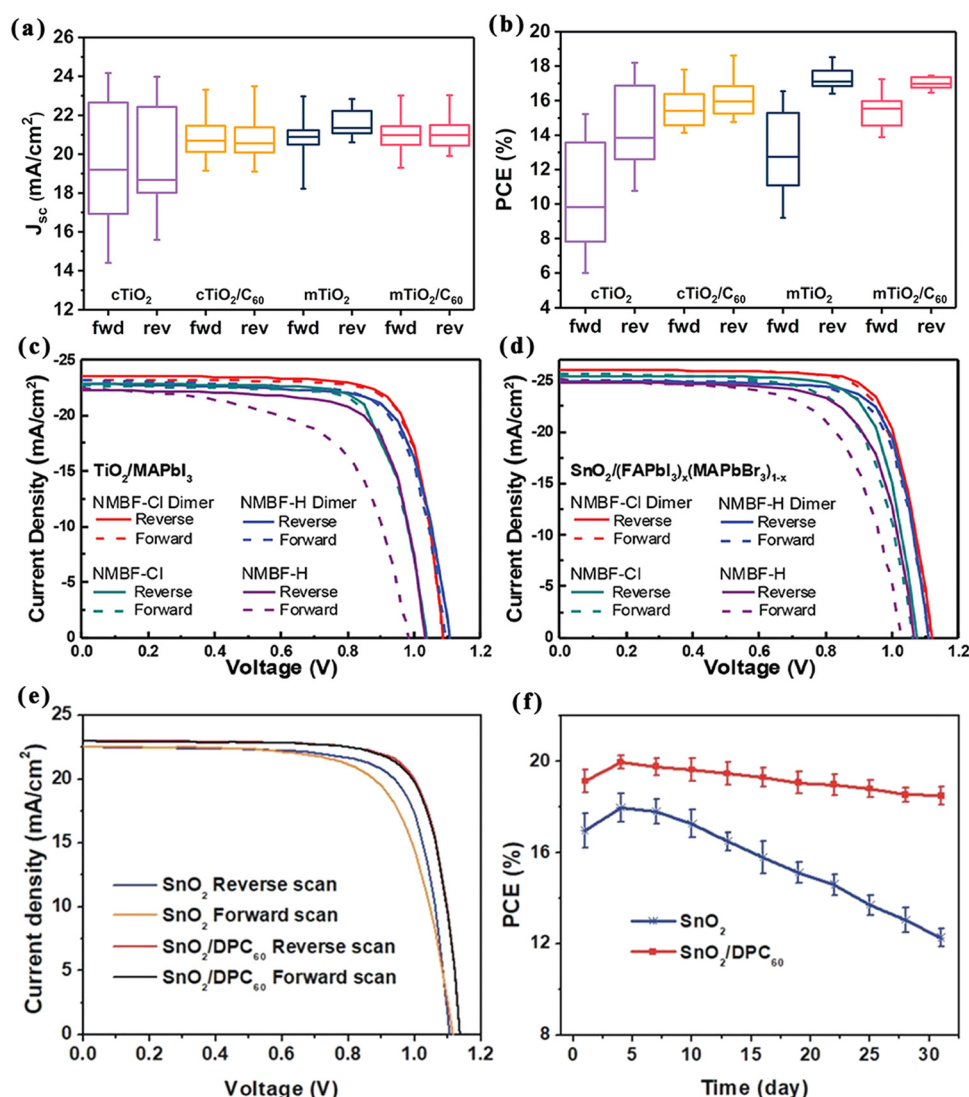 (a)
26
24
22
20
18
16
14
12
J_sc (mA/cm²)
cTiO₂ cTiO₂/C₆₀ mTiO₂ mTiO₂/C₆₀
fwd rev fwd rev fwd rev fwd rev
(b)
20
18
16
14
12
10
8
6
4
PCE (%)
cTiO₂ cTiO₂/C₆₀ mTiO₂ mTiO₂/C₆₀
fwd rev fwd rev fwd rev fwd rev
(c)
-25
-20
-15
-10
-5
0
Current Density (mA/cm²)
TiO₂/MAPbI₃
NMBF-Cl Dimer NMBF-H Dimer
Reverse Reverse
Forward Forward
NMBF-Cl NMBF-H
Reverse Reverse
Forward Forward
0.0 0.2 0.4 0.6 0.8 1.0 1.2
Voltage (V)
(d)
-25
-20
-15
-10
-5
0
Current Density (mA/cm²)
SnO₂/(FAPbI₃)ₓ(MAPbBr₃)₁₋ₓ
NMBF-Cl Dimer NMBF-H Dimer
Reverse Reverse
Forward Forward
NMBF-Cl NMBF-H
Reverse Reverse
Forward Forward
0.0 0.2 0.4 0.6 0.8 1.0 1.2
Voltage (V)
(e)
25
20
15
10
5
0
Current density (mA/cm²)
SnO₂ Reverse scan
SnO₂ Forward scan
SnO₂/DPC₆₀ Reverse scan
SnO₂/DPC₆₀ Forward scan
0.0 0.2 0.4 0.6 0.8 1.0 1.2
Voltage (V)
(f)
20
16
12
8
PCE (%)
SnO₂
SnO₂/DPC₆₀
0 5 10 15 20 25 30
Time (day)